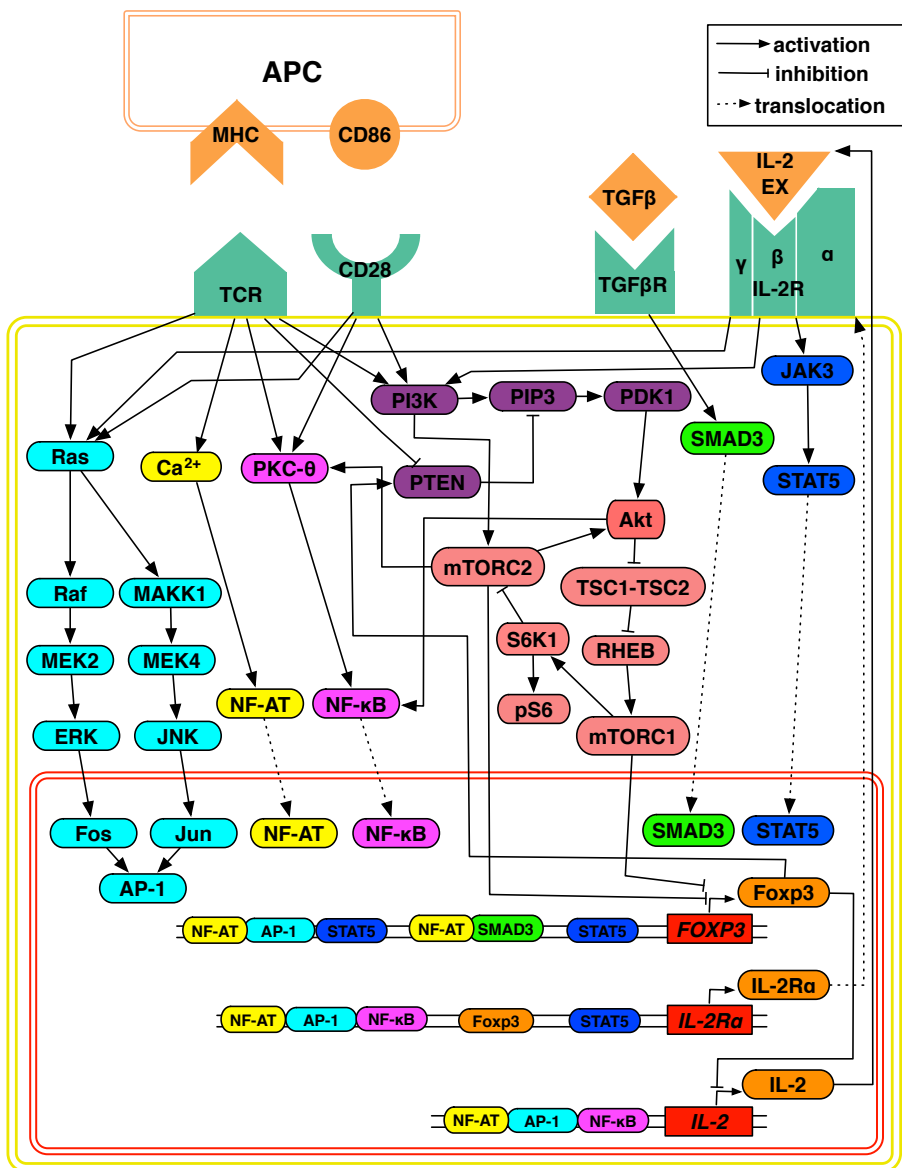 activation
inhibition
translocation
APC
MHC
CD86
IL-2
EX
TGFβ
γ
β
α
IL-2R
TCR
CD28
TGFβR
JAK3
PI3K
PIP3
PDK1
SMAD3
Ras
Ca2+
PKC-θ
PTEN
STAT5
Akt
mTORC2
TSC1-TSC2
Raf
MAKK1
S6K1
RHEB
MEK2
MEK4
NF-AT
NF-κB
pS6
ERK
JNK
mTORC1
Fos
Jun
NF-AT
NF-κB
SMAD3
STAT5
AP-1
Foxp3
NF-AT
AP-1
STAT5
NF-AT
SMAD3
STAT5
FOXP3
IL-2Rα
NF-AT
AP-1
NF-κB
Foxp3
STAT5
IL-2Rα
IL-2
NF-AT
AP-1
NF-κB
IL-2